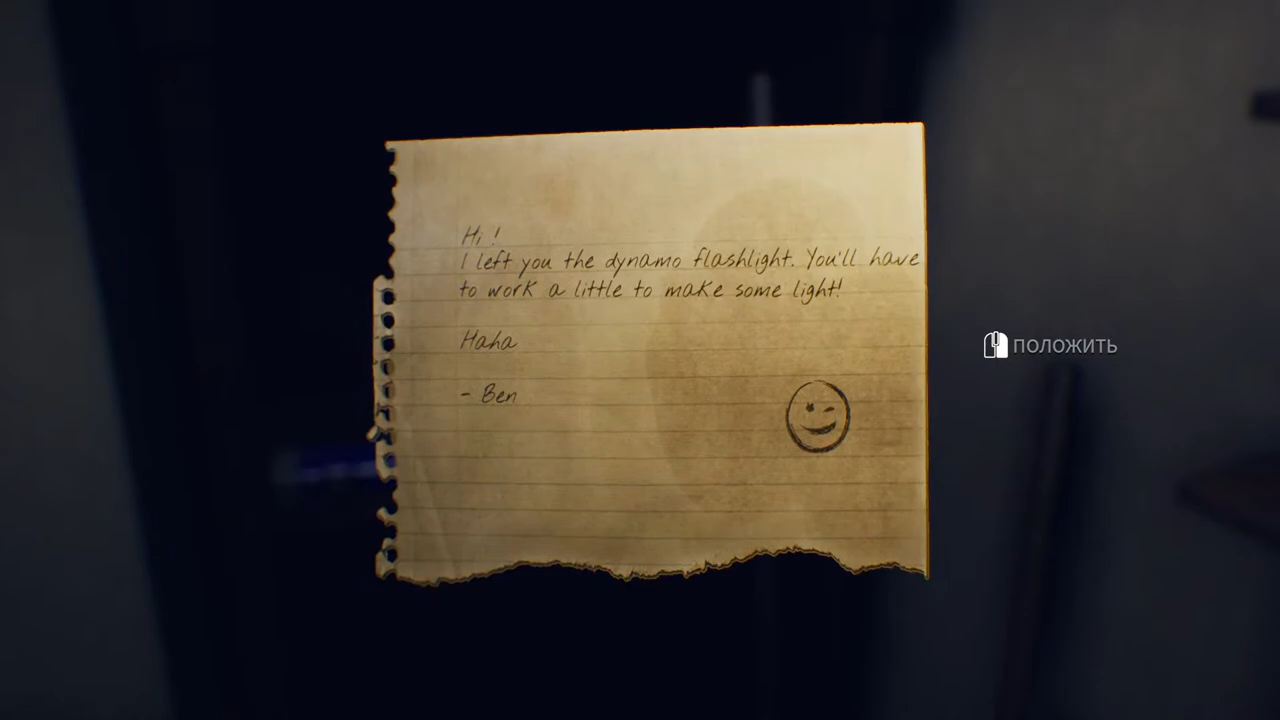 Hi !
I left you the dynamo flashlight. You'll have
to work a little to make some light!
Haha
- Ben
положить